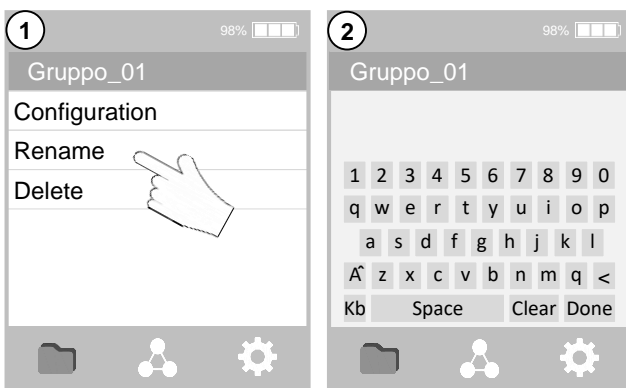 1
98%
Gruppo_01
Configuration
Rename
Delete
2
98%
Gruppo_01
1 2 3 4 5 6 7 8 9 0
q w e r t y u i o p
a s d f g h j k l
Aˆ z x c v b n m q <
Kb Space Clear Done